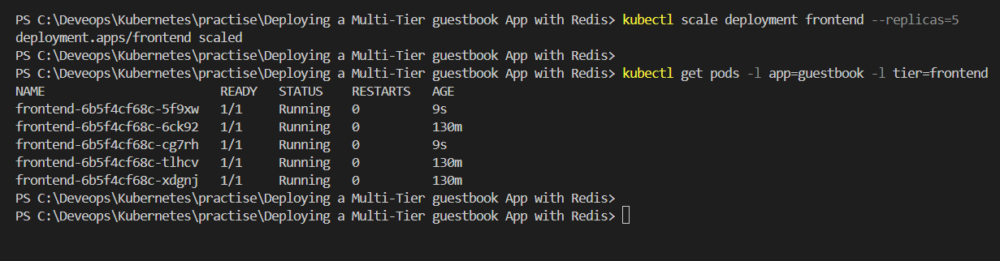 PS C:\Deveops\Kubernetes\practise\Deploying a Multi-Tier guestbook App with Redis> kubectl scale deployment frontend --replicas=5
deployment.apps/frontend scaled
PS C:\Deveops\Kubernetes\practise\Deploying a Multi-Tier guestbook App with Redis>
PS C:\Deveops\Kubernetes\practise\Deploying a Multi-Tier guestbook App with Redis> kubectl get pods -l app=guestbook -l tier=frontend
NAME READY STATUS RESTARTS AGE
frontend-6b5f4cf68c-5f9xw 1/1 Running 0 9s
frontend-6b5f4cf68c-6ck92 1/1 Running 0 130m
frontend-6b5f4cf68c-cg7rh 1/1 Running 0 9s
frontend-6b5f4cf68c-tlhcv 1/1 Running 0 130m
frontend-6b5f4cf68c-xdgnj 1/1 Running 0 130m
PS C:\Deveops\Kubernetes\practise\Deploying a Multi-Tier guestbook App with Redis>
PS C:\Deveops\Kubernetes\practise\Deploying a Multi-Tier guestbook App with Redis>